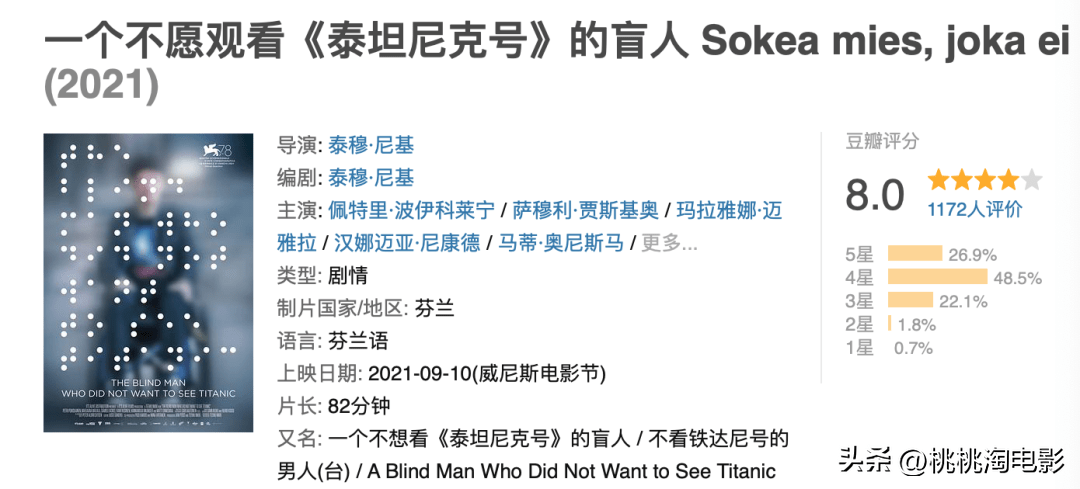 一个不愿观看《泰坦尼克号》的盲人 Sokea mies, joka ei
(2021)
78
THE BLIND MAN
WHO DID NOT WANT TO SEE TITANIC
导演: 泰穆·尼基
编剧: 泰穆·尼基
主演: 佩特里·波伊科莱宁 / 萨穆利·贾斯基奥 / 玛拉雅娜·迈
雅拉 / 汉娜迈亚·尼康德 / 马蒂·奥尼斯马 / 更多...
类型: 剧情
制片国家/地区: 芬兰
语言: 芬兰语
上映日期: 2021-09-10(威尼斯电影节)
片长: 82分钟
又名: 一个不想看《泰坦尼克号》的盲人 / 不看铁达尼号的
男人(台) / A Blind Man Who Did Not Want to See Titanic
豆瓣评分
8.0
1172人评价
5星 26.9%
4星 48.5%
3星 22.1%
2星 1.8%
1星 0.7%
头条 @桃桃淘电影